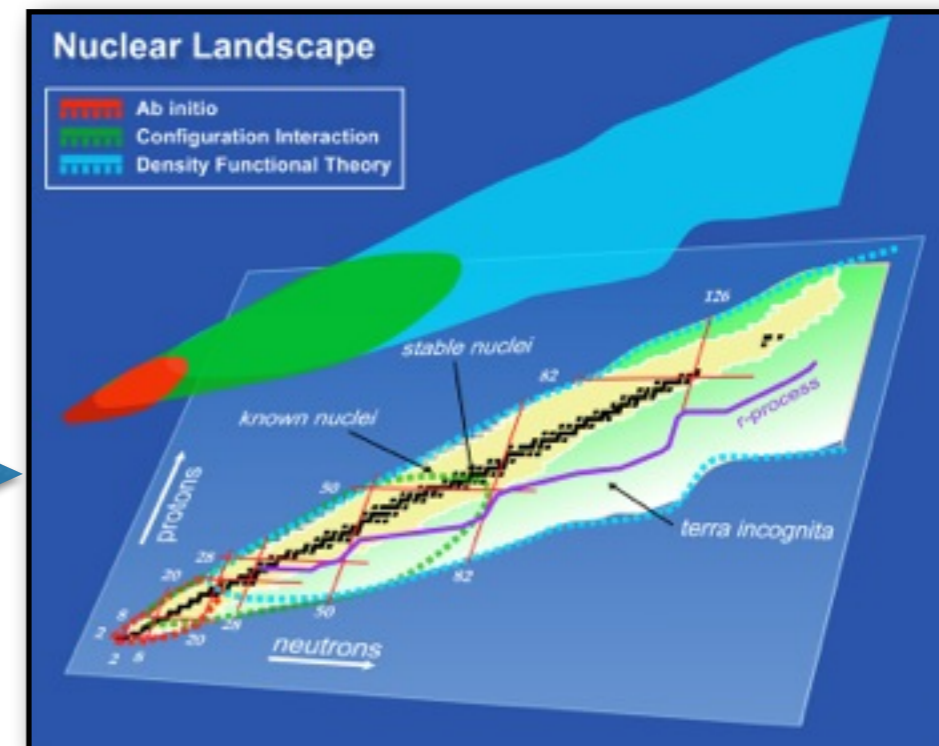 Nuclear Landscape
Ab initio
Configuration Interaction
Density Functional Theory
126
stable nuclei
82
known nuclei
r-process
50
protons
terra incognita
28
82
20
50
8
28
20
neutrons
2
2 8